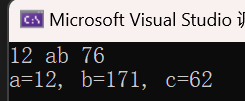 Microsoft Visual Studio
12 ab 76
a=12, b=171, c=62